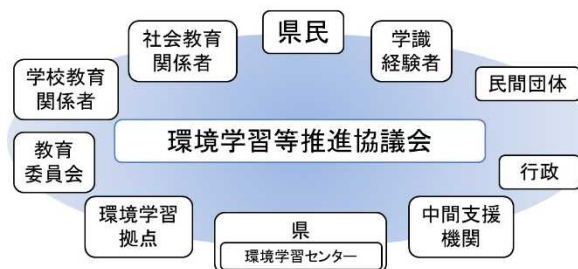 県民
社会教育
関係者
学識
経験者
学校教育
関係者
民間団体
環境学習等推進協議会
教育
委員会
行政
環境学習
拠点
県
環境学習センター
中間支援
機関